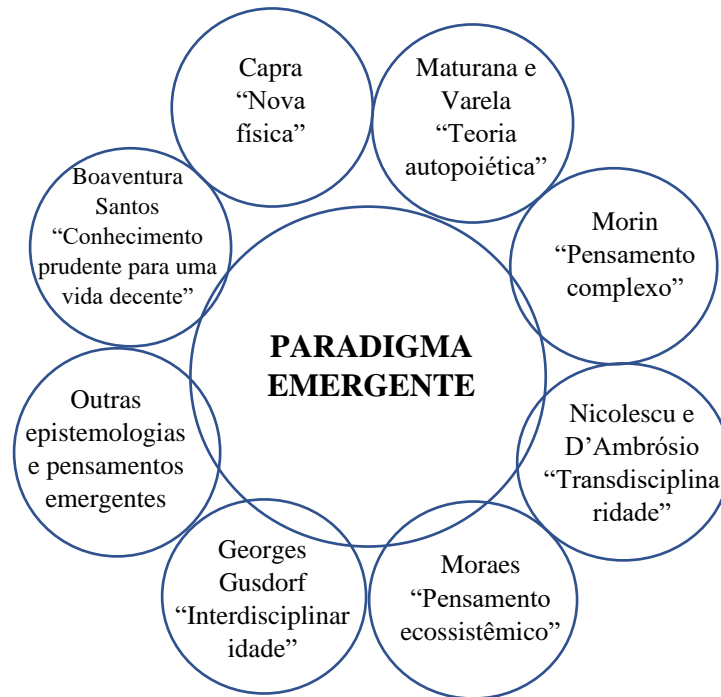 Capra
“Nova
física”
Maturana e
Varela
“Teoria
autopoiética”
Morin
“Pensamento
complexo”
Nicolescu e
D’Ambrósio
“Transdisciplina
ridade”
Moraes
“Pensamento
ecossistêmico”
Georges
Gusdorf
“Interdisciplinar
idade”
Outras
epistemologias
e pensamentos
emergentes
Boaventura
Santos
“Conhecimento
prudente para uma
vida decente”
PARADIGMA
EMERGENTE